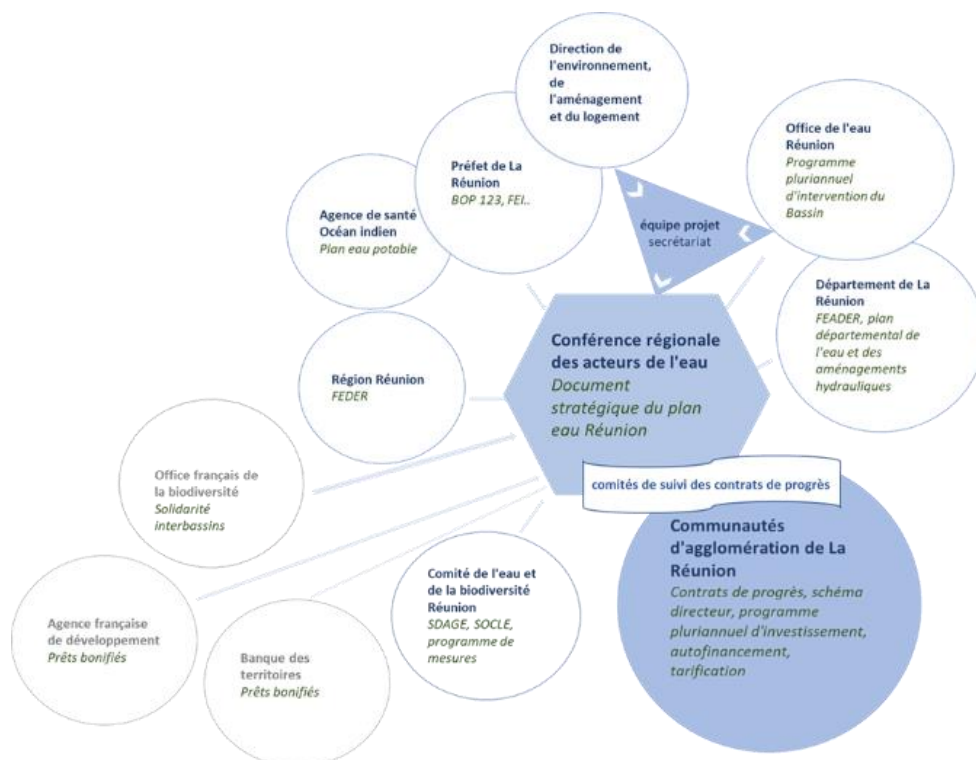 Direction de
l'environnement,
de
l'aménagement
et du logement
Office de l'eau
Réunion
Programme
pluriannuel
d'intervention du
Bassin
Préfet de La
Réunion
BOP 123, FEI..
Agence de santé
Océan indien
Plan eau potable
équipe projet
secrétariat
Département de La
Réunion
FEADER, plan
départemental de
l'eau et des
aménagements
hydrauliques
Conférence régionale
des acteurs de l'eau
Document
stratégique du plan
eau Réunion
Région Réunion
FEDER
Office français de
la biodiversité
Solidarité
interbassins
comités de suivi des contrats de progrès
Communautés
d'agglomération de La
Réunion
Contrats de progrès, schéma
directeur, programme
pluriannuel d'investissement,
autofinancement,
tarification
Comité de l'eau et
de la biodiversité
Réunion
SDAGE, SOCLE,
programme de
mesures
Agence française
de développement
Prêts bonifiés
Banque des
territoires
Prêts bonifiés